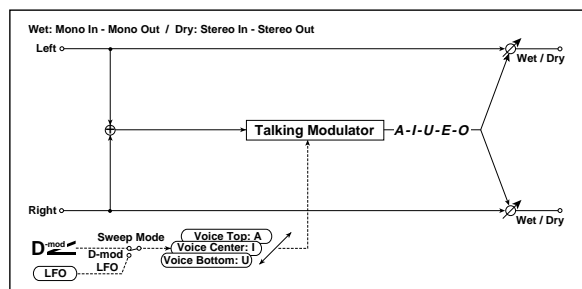 Wet: Mono In - Mono Out / Dry: Stereo In - Stereo Out
Left
Wet / Dry
Talking Modulator
A-I-U-E-O
Right
Wet / Dry
Sweep Mode
D-mod
D-mod
LFO
LFO
Voice Top: A
Voice Center: I
Voice Bottom: U